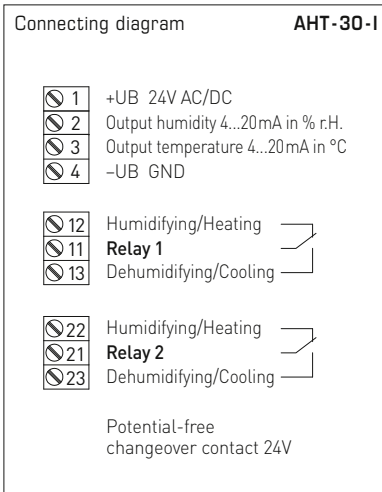 Connecting diagram AHT-30-I
1 +UB 24V AC/DC
2 Output humidity 4...20mA in % r.H.
3 Output temperature 4...20mA in °C
4 –UB GND
12 Humidifying/Heating
11 Relay 1
13 Dehumidifying/Cooling
22 Humidifying/Heating
21 Relay 2
23 Dehumidifying/Cooling
Potential-free
changeover contact 24V